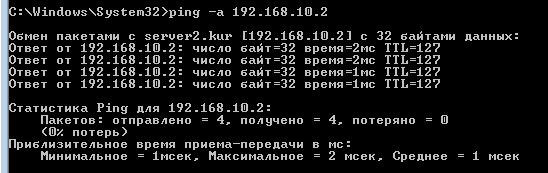 C:\Windows\System32>ping -a 192.168.10.2
Обмен пакетами с server2.kur [192.168.10.2] с 32 байтами данных:
Ответ от 192.168.10.2: число байт=32 время=2мс TTL=127
Ответ от 192.168.10.2: число байт=32 время=2мс TTL=127
Ответ от 192.168.10.2: число байт=32 время=1мс TTL=127
Ответ от 192.168.10.2: число байт=32 время=1мс TTL=127
Статистика Ping для 192.168.10.2:
Пакетов: отправлено = 4, получено = 4, потеряно = 0
(0% потерь)
Приблизительное время приема-передачи в мс:
Минимальное = 1мсек, Максимальное = 2 мсек, Среднее = 1 мсек